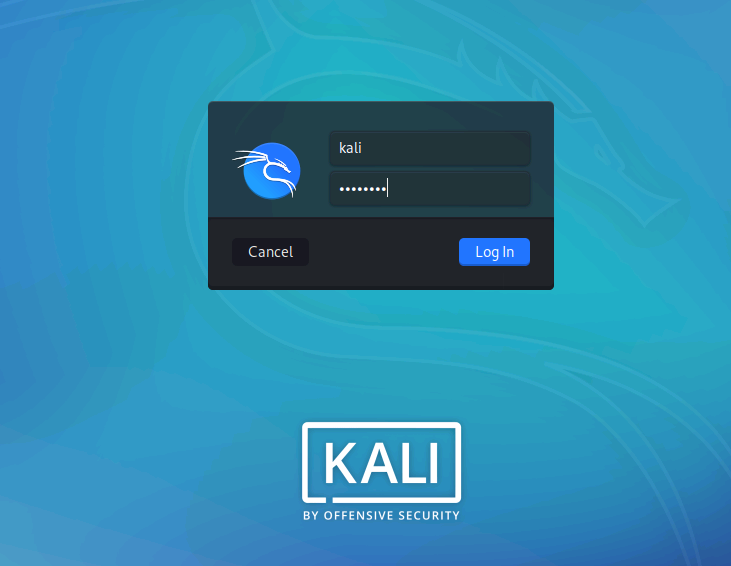 kali
••••••••
Cancel
Log In
KALI
BY OFFENSIVE SECURITY